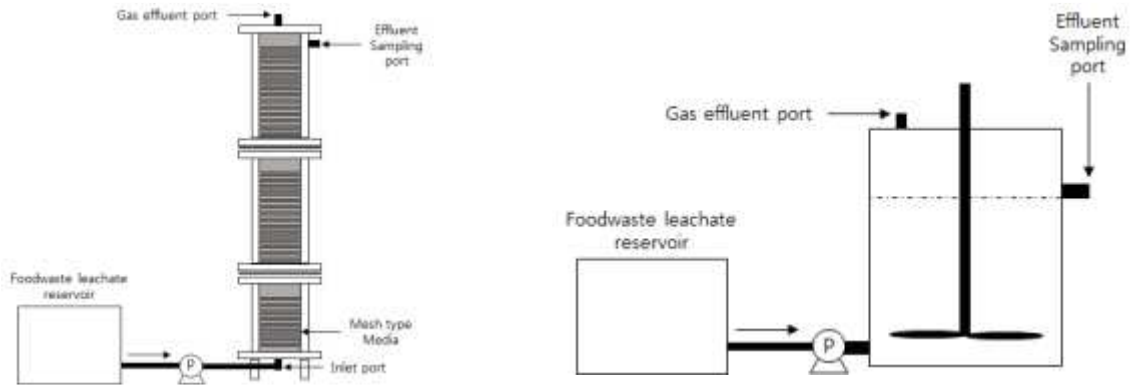 Gas effluent port
Effluent
Sampling
port
Foodwaste leachate
reservoir
Mesh type
Media
P
Inlet port
Effluent
Sampling
port
Gas effluent port
Foodwaste leachate
reservoir
P